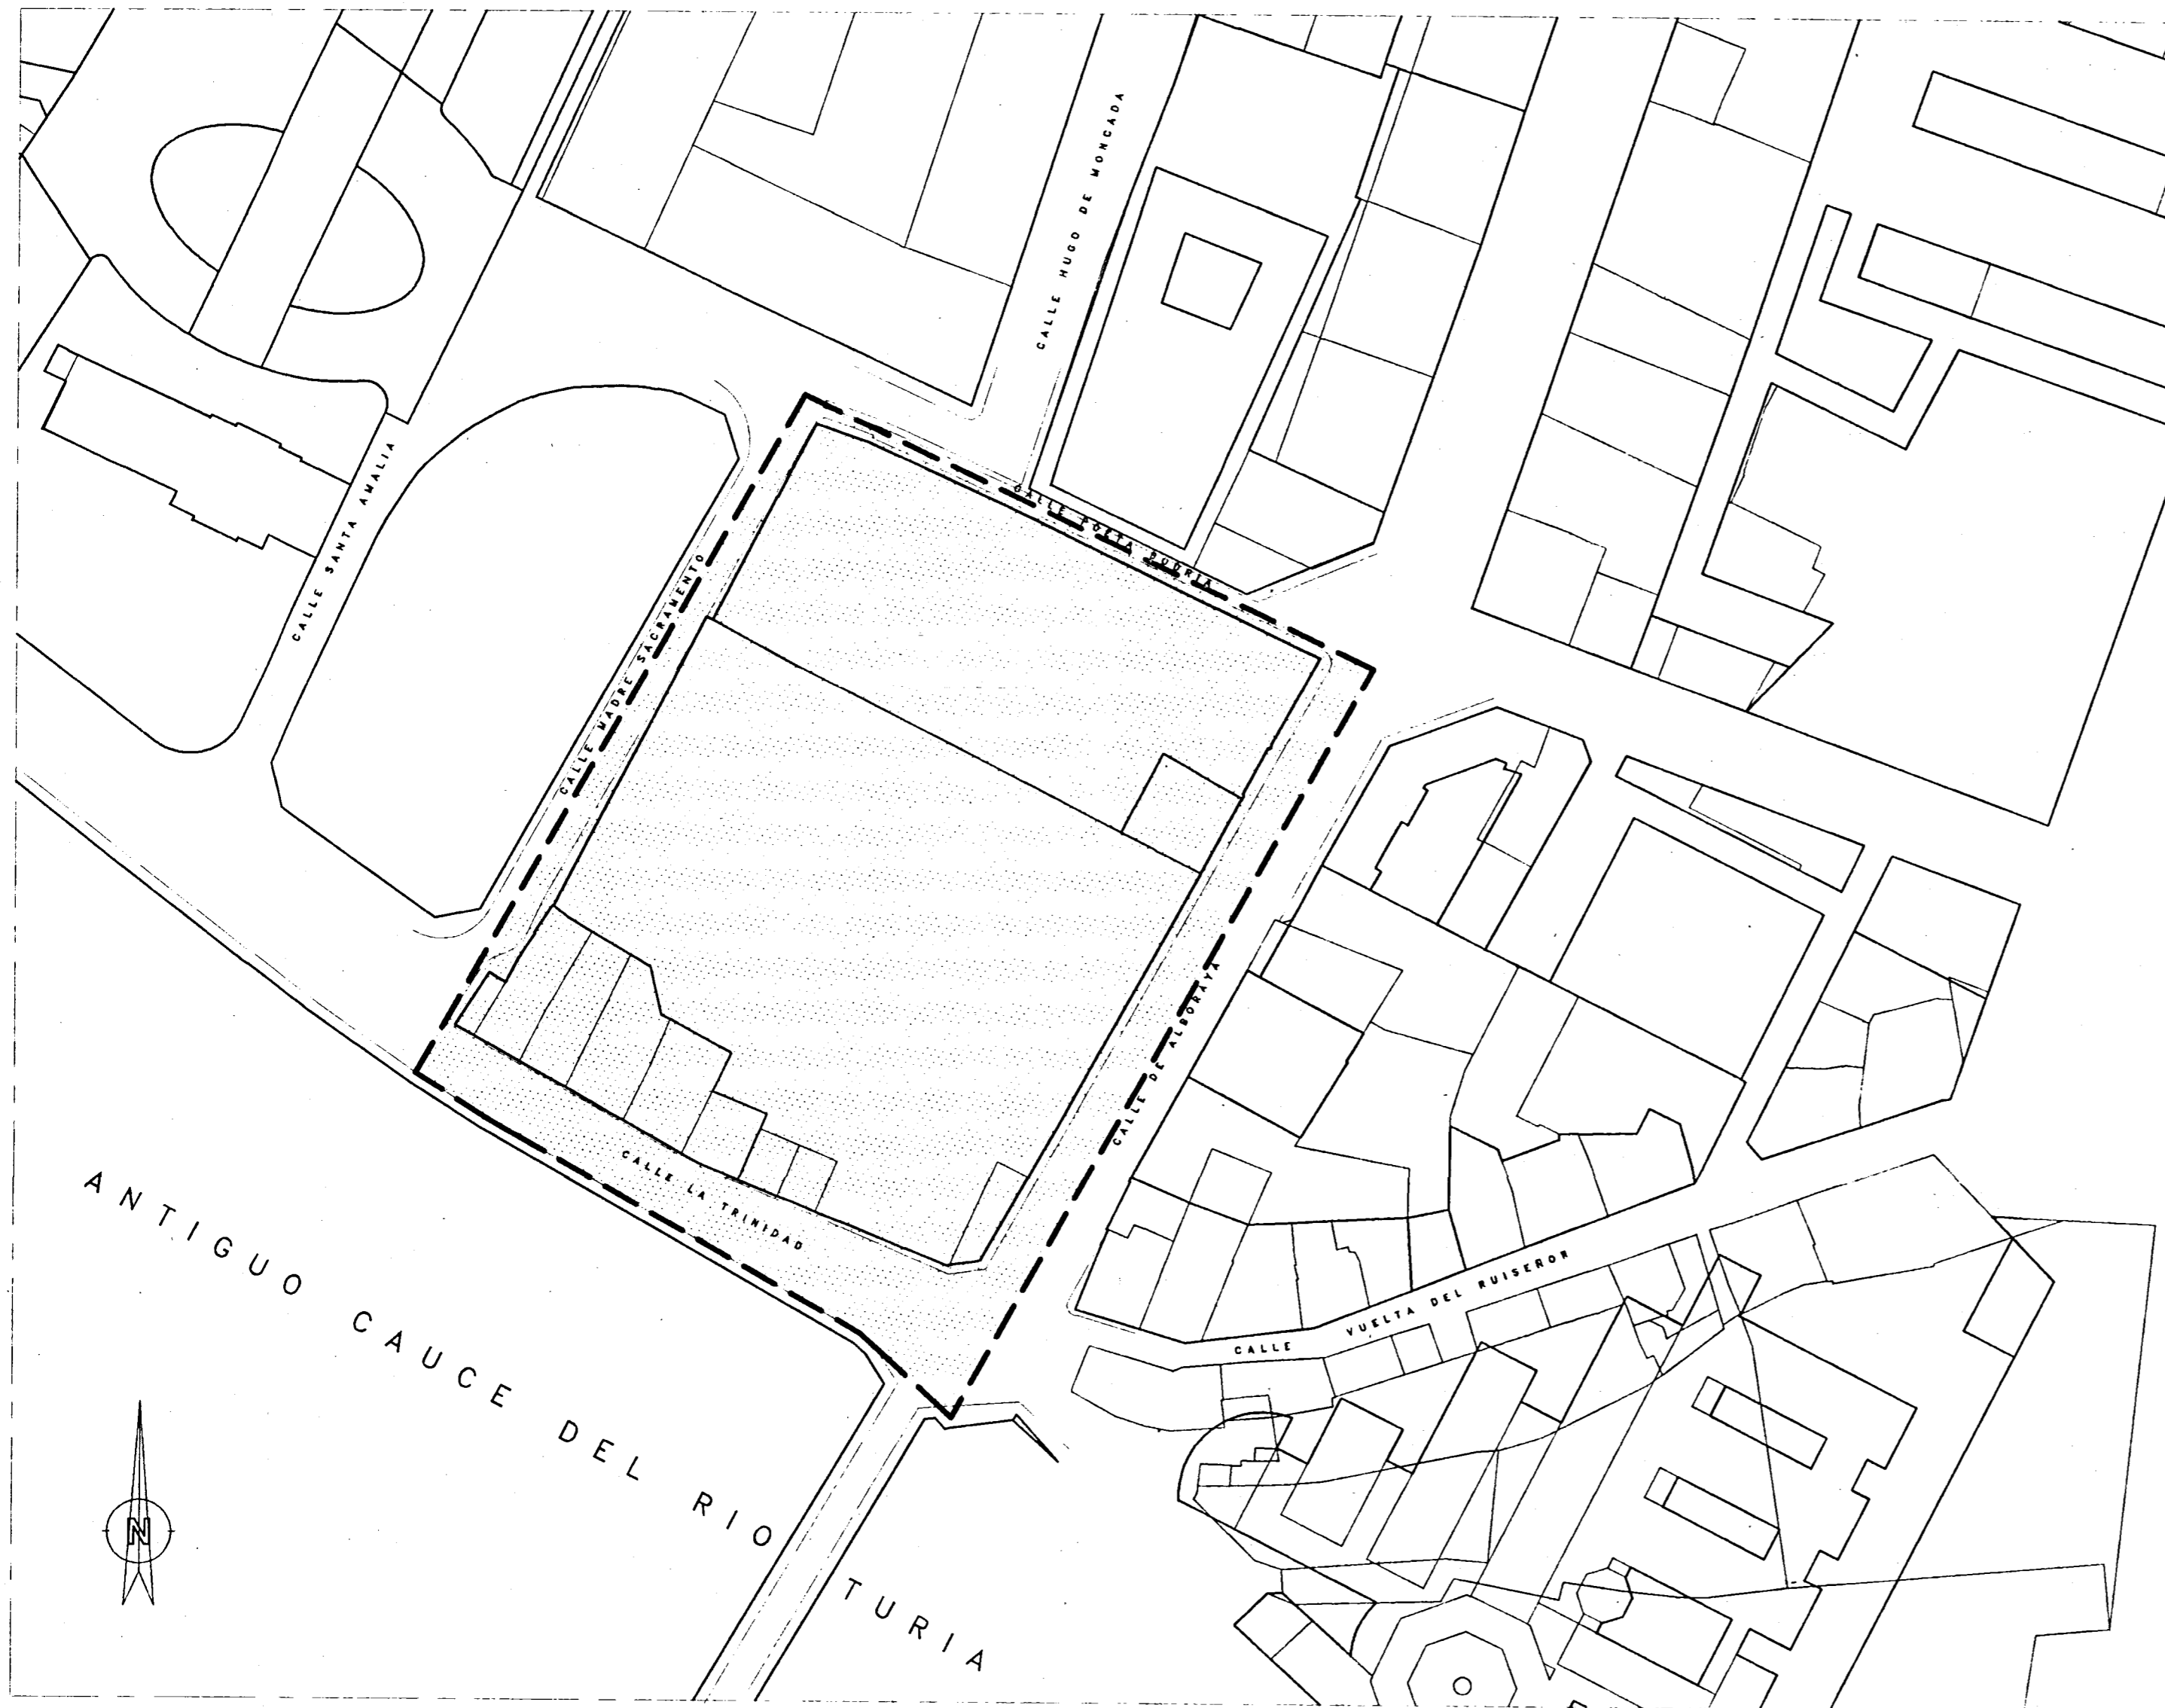 CALLE HUGO DE MONCADA
CALLE SANTA AMALIA
CALLE POETA BODRIA
CALLE MADRE SACRAMENTO
CALLE DE ALBORAYA
CALLE LA TRINIDAD
CALLE VUELTA DEL RUISEÑOR
ANTIGUO CAUCE DEL RIO TURIA
N